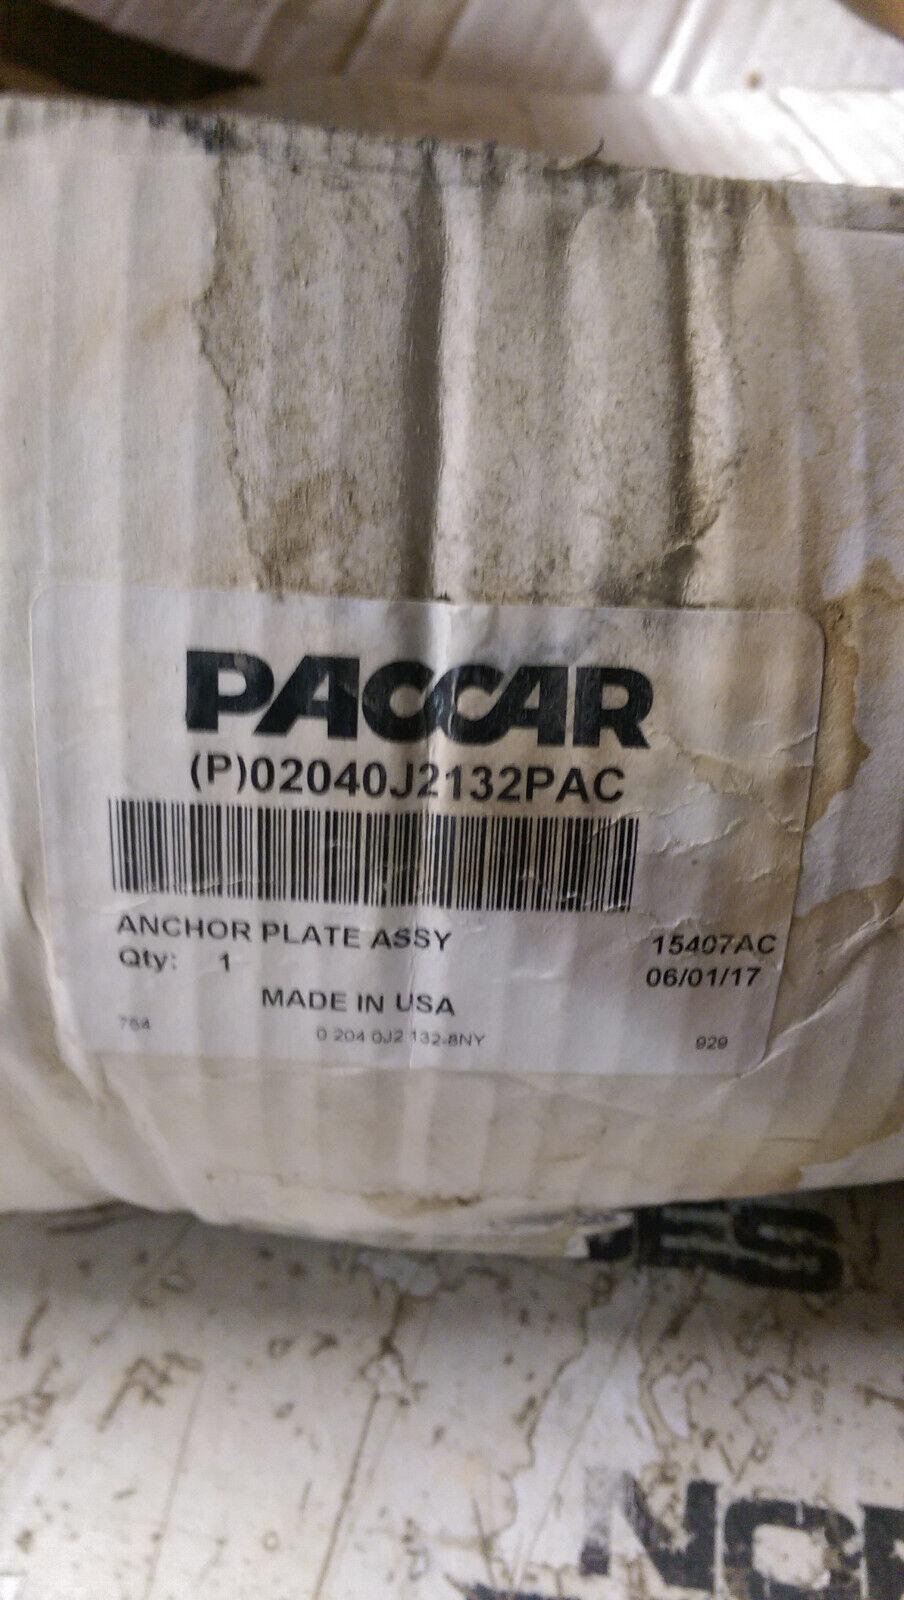 PACCAR
(P)02040J2132PAC
ANCHOR PLATE ASSY
15407AC
Qty: 1
06/01/17
MADE IN USA
764
0 204 0J2 132-8NY
929